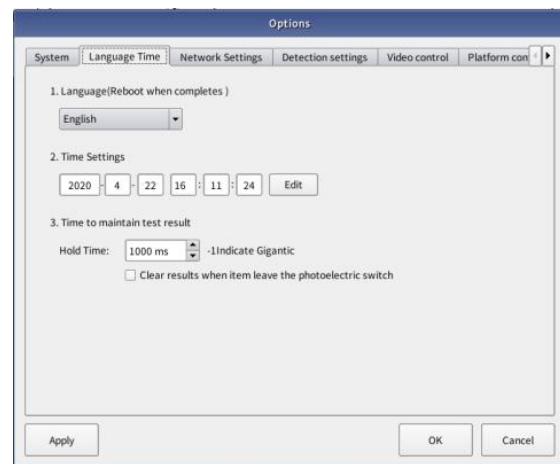 Options
System Language Time Network Settings Detection settings Video control Platform con
1. Language(Reboot when completes )
English
2. Time Settings
2020 - 4 - 22 16 : 11 : 24 Edit
3. Time to maintain test result
Hold Time: 1000 ms -1Indicate Gigantic
Clear results when item leave the photoelectric switch
Apply OK Cancel